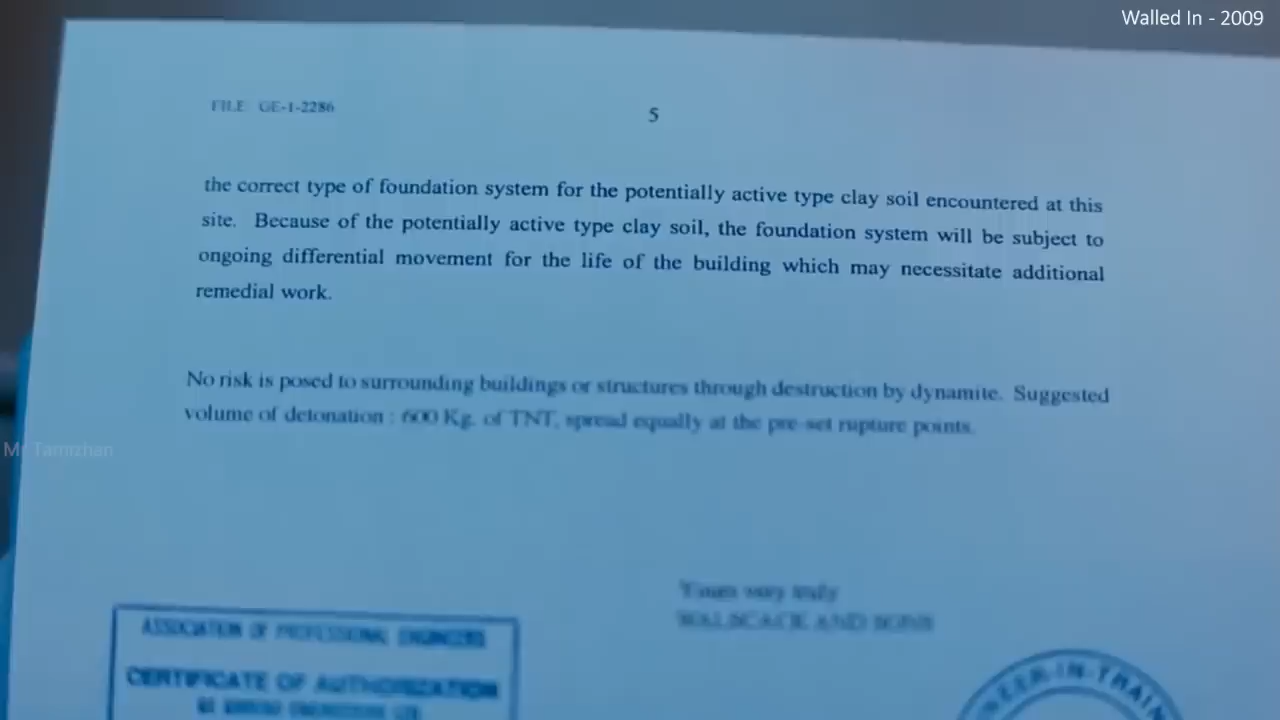 Walled In - 2009
FILE: GE-1-2286
5
the correct type of foundation system for the potentially active type clay soil encountered at this
site. Because of the potentially active type clay soil, the foundation system will be subject to
ongoing differential movement for the life of the building which may necessitate additional
remedial work.
No risk is posed to surrounding buildings or structures through destruction by dynamite. Suggested
volume of detonation : 600 Kg. of TNT, spread equally at the pre-set rupture points.
Mr Tamizhan
Yours very truly
AND SONS
ASSOCIATION OF PROFESSIONAL ENGINEERS
CERTIFICATE OF AUTHORIZATION